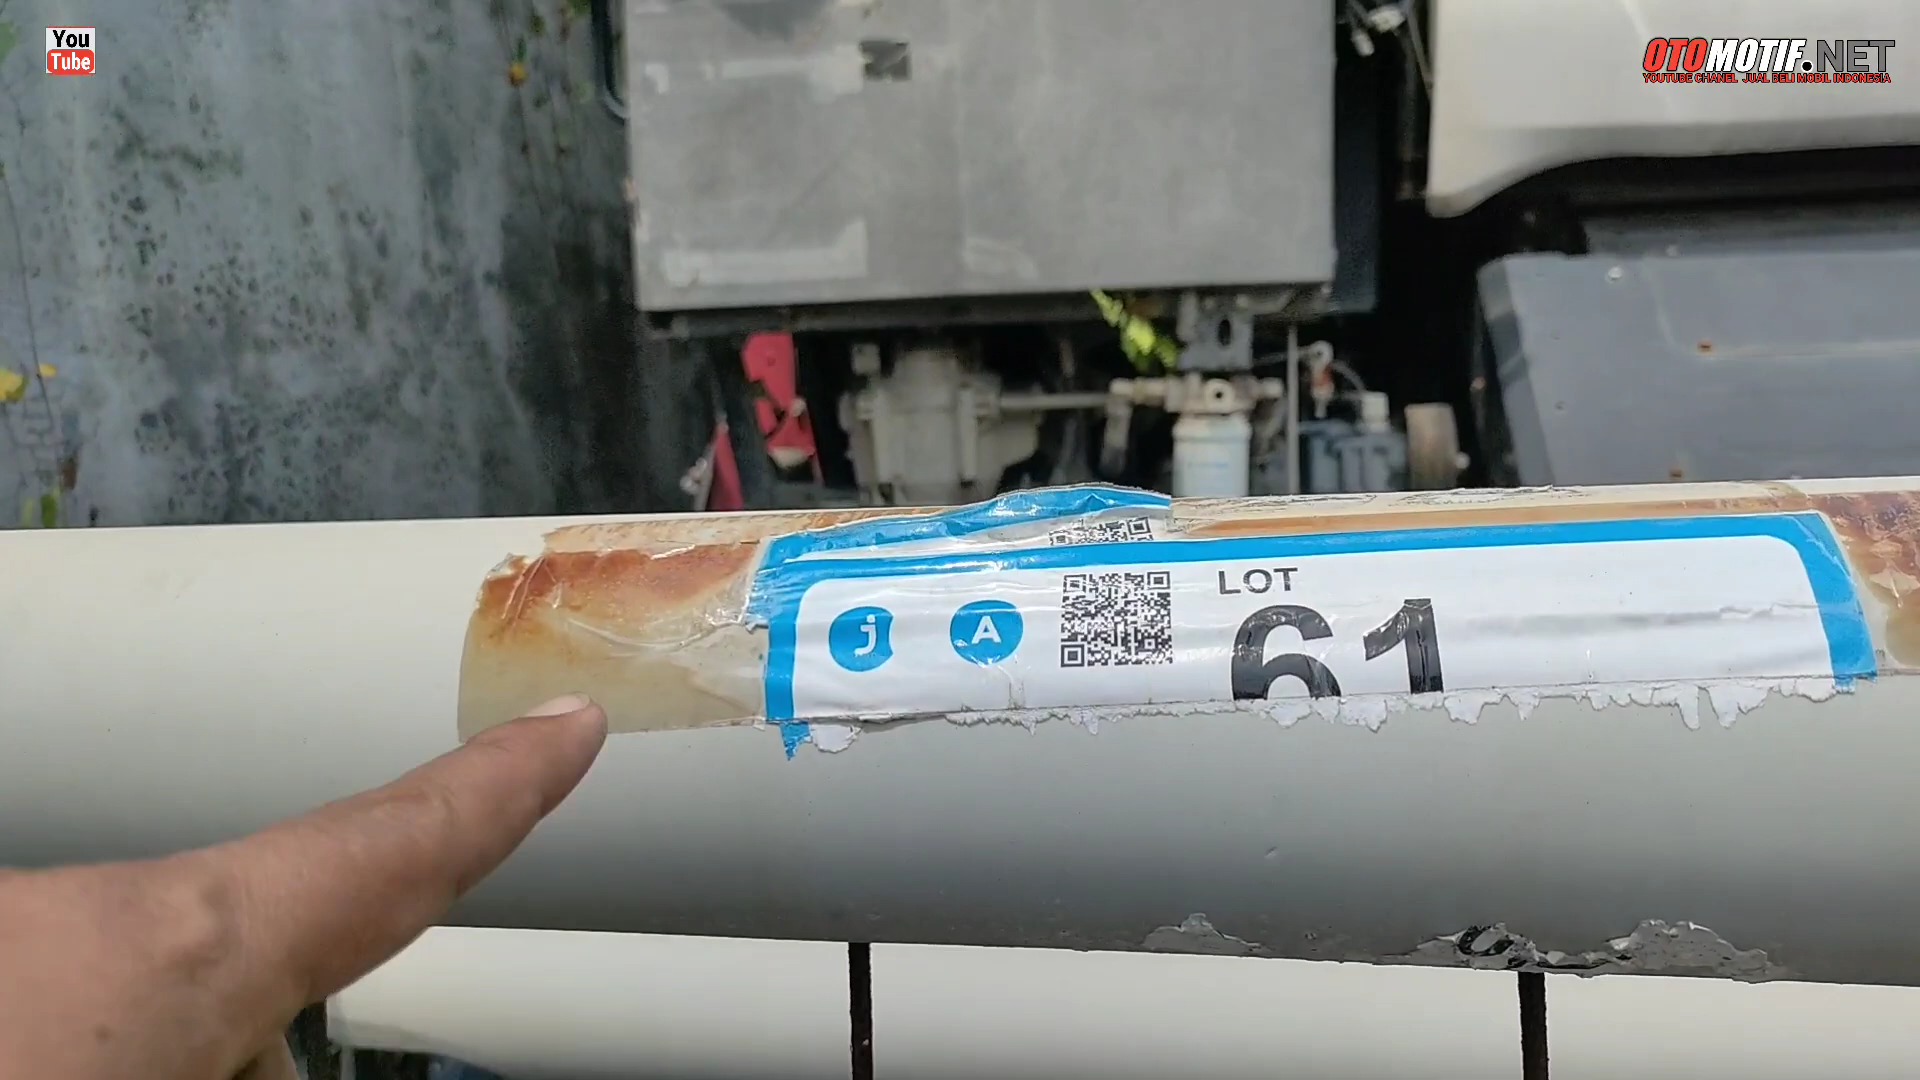 You
Tube
OTOMOTIF.NET
YOUTUBE CHANEL JUAL BELI MOBIL INDONESIA
j A LOT
61